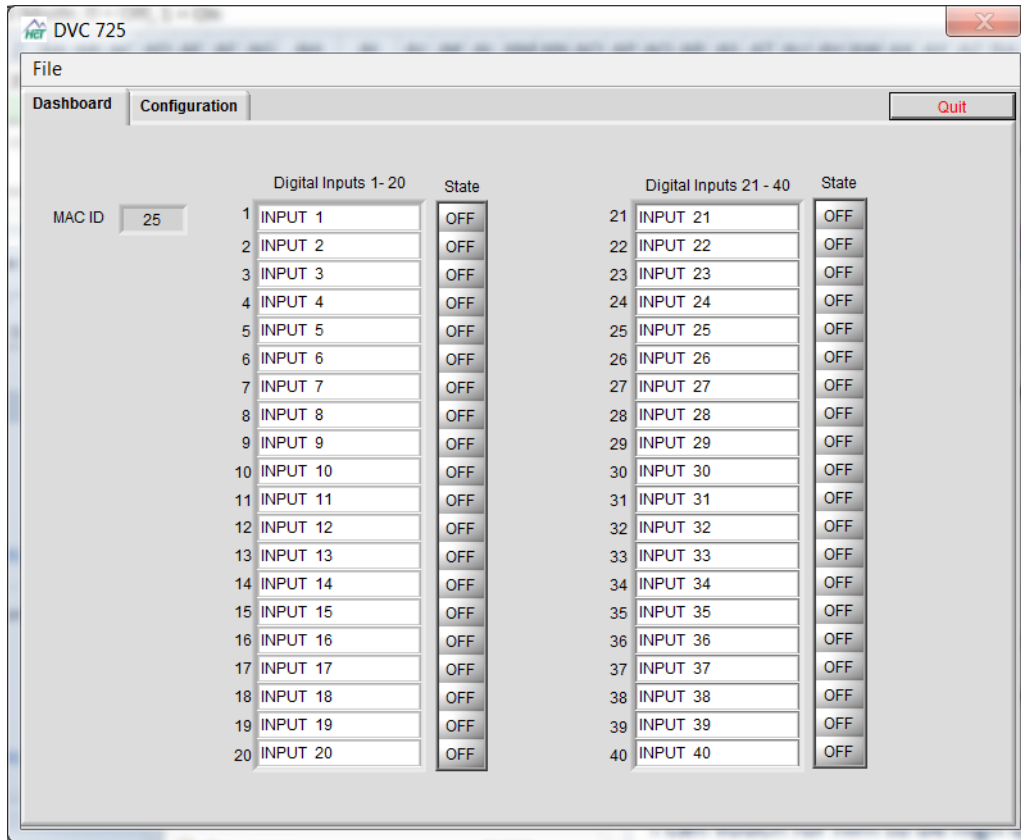 HCT DVC 725
File
Dashboard Configuration Quit
Digital Inputs 1- 20 State Digital Inputs 21 - 40 State
MAC ID 25
1 INPUT 1 OFF 21 INPUT 21 OFF
2 INPUT 2 OFF 22 INPUT 22 OFF
3 INPUT 3 OFF 23 INPUT 23 OFF
4 INPUT 4 OFF 24 INPUT 24 OFF
5 INPUT 5 OFF 25 INPUT 25 OFF
6 INPUT 6 OFF 26 INPUT 26 OFF
7 INPUT 7 OFF 27 INPUT 27 OFF
8 INPUT 8 OFF 28 INPUT 28 OFF
9 INPUT 9 OFF 29 INPUT 29 OFF
10 INPUT 10 OFF 30 INPUT 30 OFF
11 INPUT 11 OFF 31 INPUT 31 OFF
12 INPUT 12 OFF 32 INPUT 32 OFF
13 INPUT 13 OFF 33 INPUT 33 OFF
14 INPUT 14 OFF 34 INPUT 34 OFF
15 INPUT 15 OFF 35 INPUT 35 OFF
16 INPUT 16 OFF 36 INPUT 36 OFF
17 INPUT 17 OFF 37 INPUT 37 OFF
18 INPUT 18 OFF 38 INPUT 38 OFF
19 INPUT 19 OFF 39 INPUT 39 OFF
20 INPUT 20 OFF 40 INPUT 40 OFF